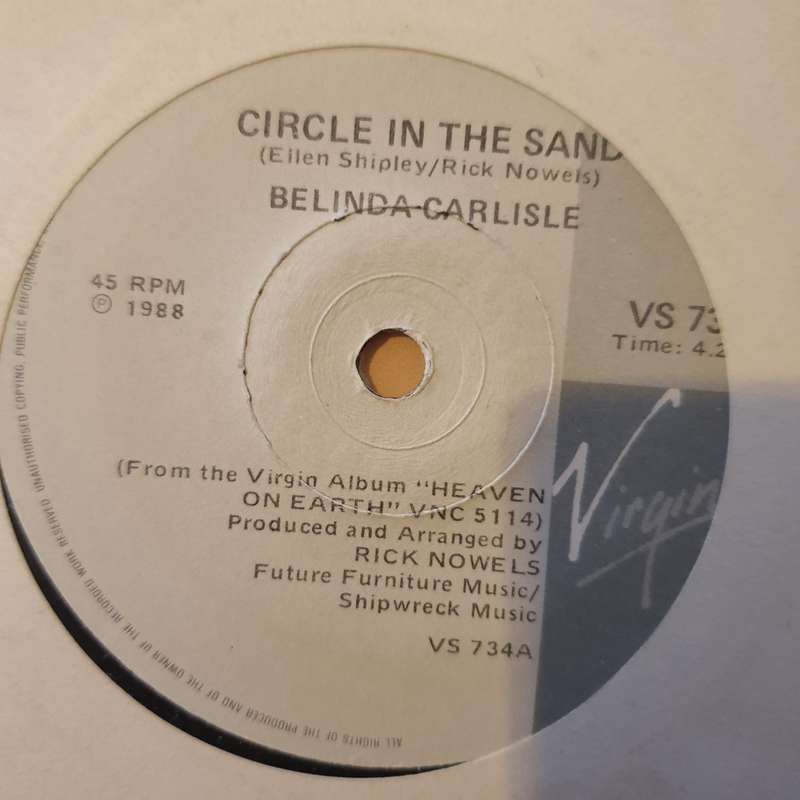 CIRCLE IN THE SAND
(Eilen Shipley/Rick Nowels)
BELINDA CARLISLE
45 RPM
Ⓟ 1988
VS 73
Time: 4.2
(From the Virgin Album "HEAVEN
ON EARTH" VNC 5114)
Produced and Arranged by
RICK NOWELS
Future Furniture Music/
Shipwreck Music
VS 734A
Virgin
ALL RIGHTS OF THE PRODUCER AND OF THE OWNER OF THE RECORDED WORK RESERVED UNAUTHORISED COPYING, PUBLIC PERFORMANCE,